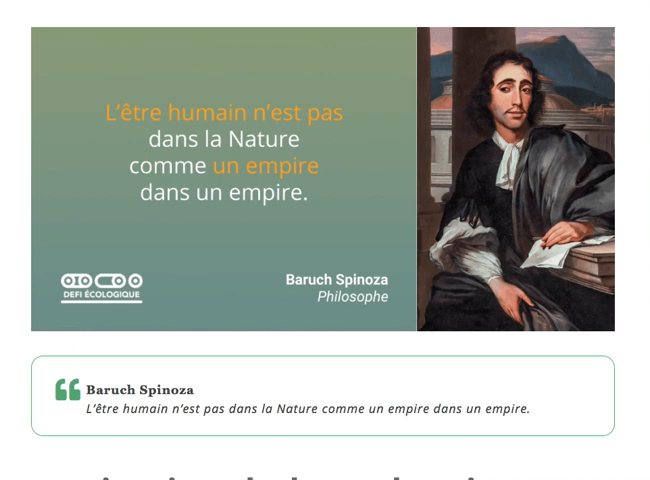 L’être humain n’est pas
dans la Nature
comme un empire
dans un empire.
DEFI ÉCOLOGIQUE
Baruch Spinoza
Philosophe
Baruch Spinoza
L’être humain n’est pas dans la Nature comme un empire dans un empire.